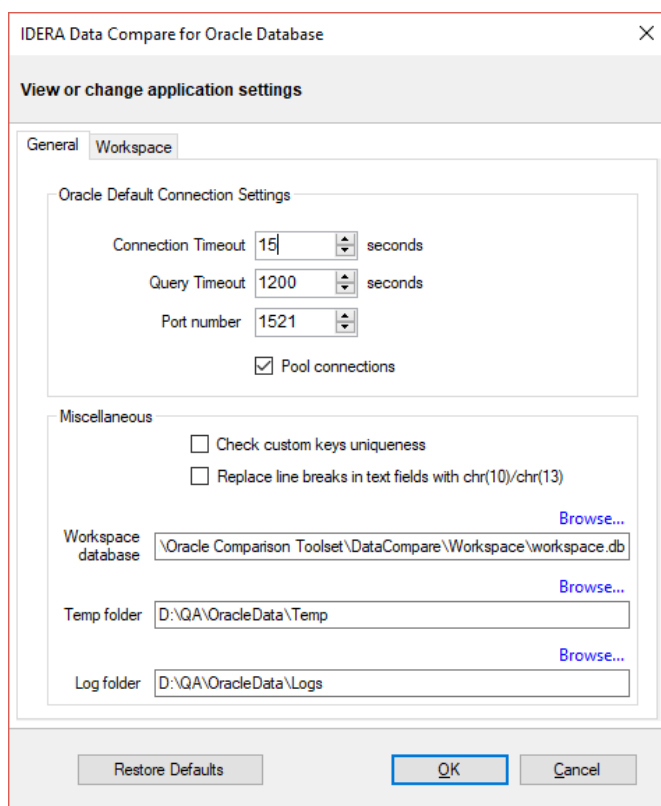 IDERA Data Compare for Oracle Database
View or change application settings
General Workspace
Oracle Default Connection Settings
Connection Timeout 15 seconds
Query Timeout 1200 seconds
Port number 1521
Pool connections
Miscellaneous
Check custom keys uniqueness
Replace line breaks in text fields with chr(10)/chr(13)
Browse...
Workspace
database \Oracle Comparison Toolset\DataCompare\Workspace\workspace.db
Browse...
Temp folder D:\QA\OracleData\Temp
Browse...
Log folder D:\QA\OracleData\Logs
Restore Defaults OK Cancel